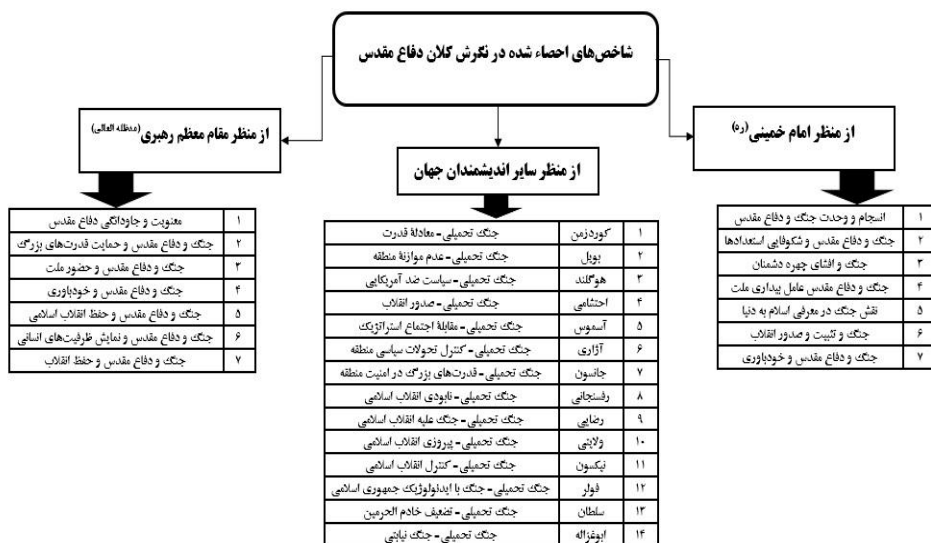 شاخص‌های احصاء شده در نگرش کلان دفاع مقدس
از منظر امام خمینی (ره)
۱ انسجام و وحدت جنگ و دفاع مقدس
۲ جنگ و دفاع مقدس و شکوفایی استعدادها
۳ جنگ و افشای چهره دشمنان
۴ جنگ و دفاع مقدس عامل بیداری ملت
۵ نقش جنگ در معرفی اسلام به دنیا
۶ جنگ و تثبیت و صدور انقلاب
۷ جنگ و دفاع مقدس و خودباوری
از منظر سایر اندیشمندان جهان
۱ کوردزمن جنگ تحمیلی - معادلة قدرت
۲ بویل جنگ تحمیلی - عدم موازنة منطقه
۳ هوگلند جنگ تحمیلی - سیاست ضد آمریکایی
۴ احتشامی جنگ تحمیلی - صدور انقلاب
۵ آسموس جنگ تحمیلی - مقابلة اجتماع استراتژیک
۶ آژاری جنگ تحمیلی - کنترل تحولات سیاسی منطقه
۷ جانسون جنگ تحمیلی - قدرت‌های بزرگ در امنیت منطقه
۸ رفسنجانی جنگ تحمیلی - نابودی انقلاب اسلامی
۹ رضایی جنگ تحمیلی - جنگ علیه انقلاب اسلامی
۱۰ ولایتی جنگ تحمیلی - پیروزی انقلاب اسلامی
۱۱ نیکسون جنگ تحمیلی - کنترل انقلاب اسلامی
۱۲ فولر جنگ تحمیلی - جنگ با ایدئولوژیک جمهوری اسلامی
۱۳ سلطان جنگ تحمیلی - تضعیف خادم الحرمین
۱۴ ابوغزاله جنگ تحمیلی - جنگ نیابتی
از منظر مقام معظم رهبری (مدظله العالی)
۱ معنویت و جاودانگی دفاع مقدس
۲ جنگ و دفاع مقدس و حمایت قدرت‌های بزرگ
۳ جنگ و دفاع مقدس و حضور ملت
۴ جنگ و دفاع مقدس و خودباوری
۵ جنگ و دفاع مقدس و حفظ انقلاب اسلامی
۶ جنگ و دفاع مقدس و نمایش ظرفیت‌های انسانی
۷ جنگ و دفاع مقدس و حفظ انقلاب